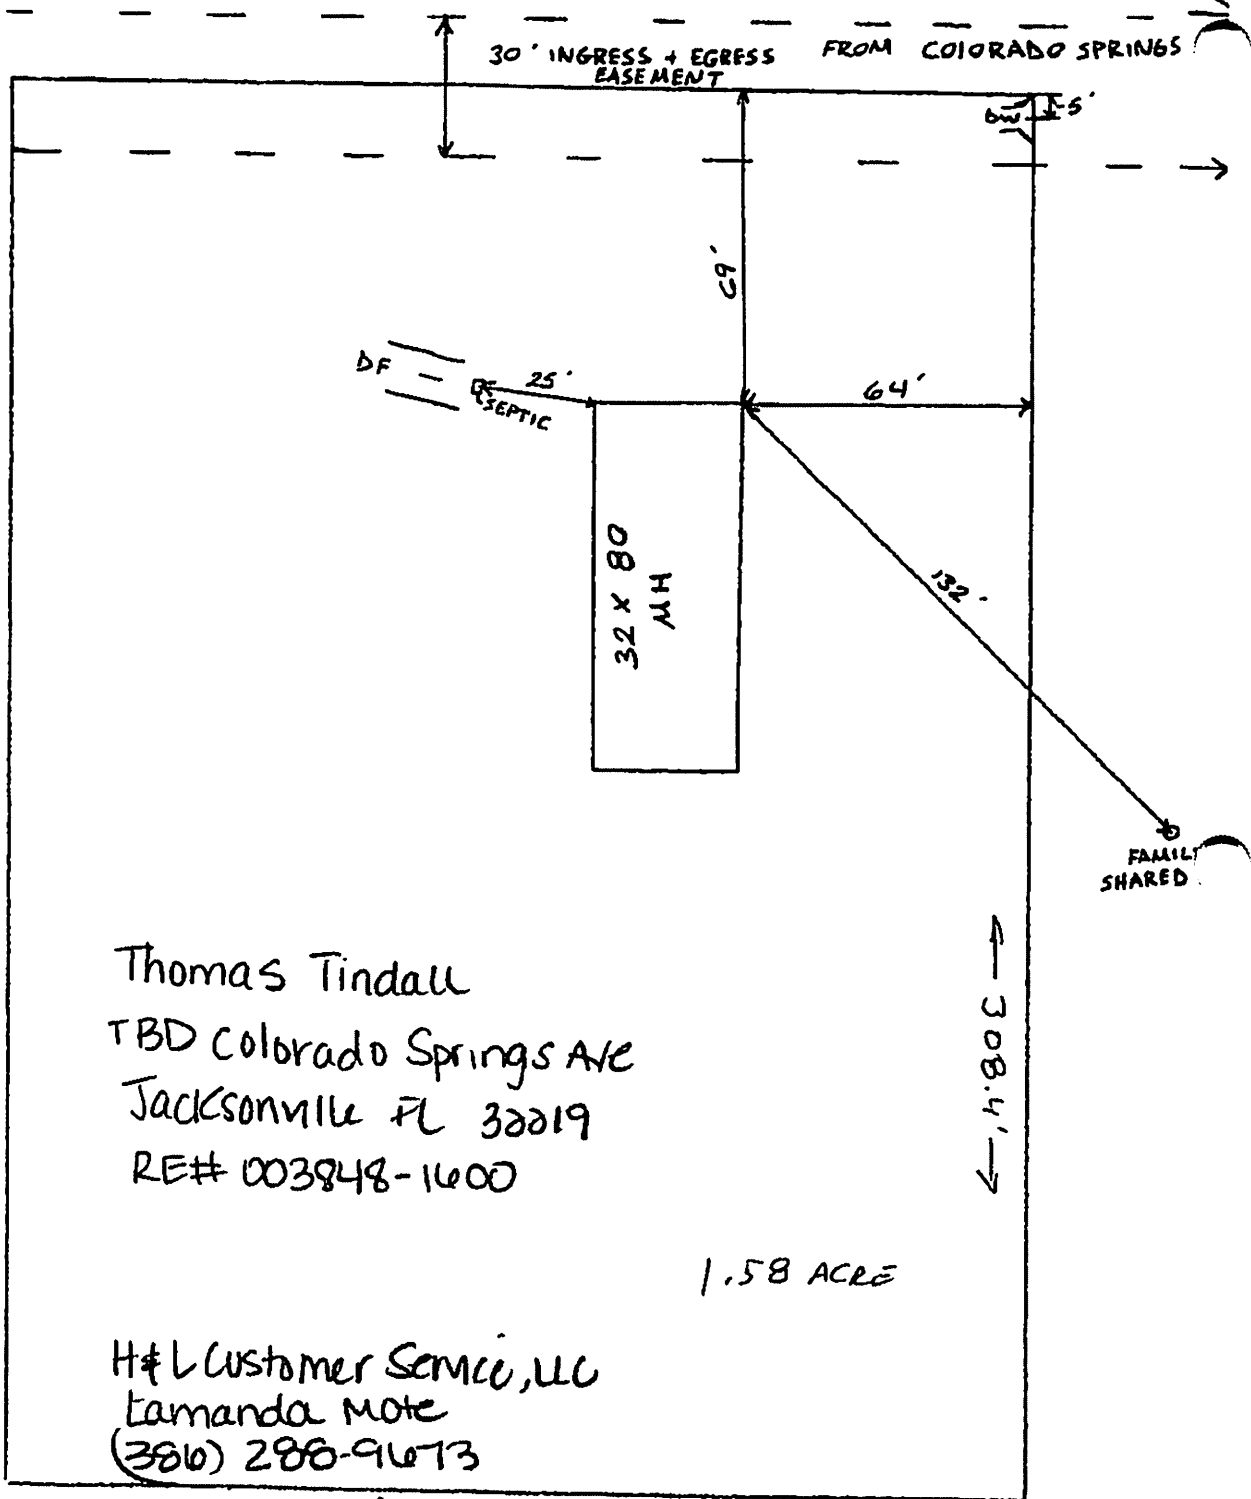 30' INGRESS + EGRESS FROM COLORADO SPRINGS
EASEMENT
DW
5'
69'
DF
25'
SEPTIC
64'
32 X 80
MH
132'
SHARED
308.4'
Thomas Tindall
TBD Colorado Springs Ave
Jacksonville FL 32219
RE# 003848-1600
1.58 ACRE
H&L Customer Service, LLC
Lamanda Mote
(386) 288-9673